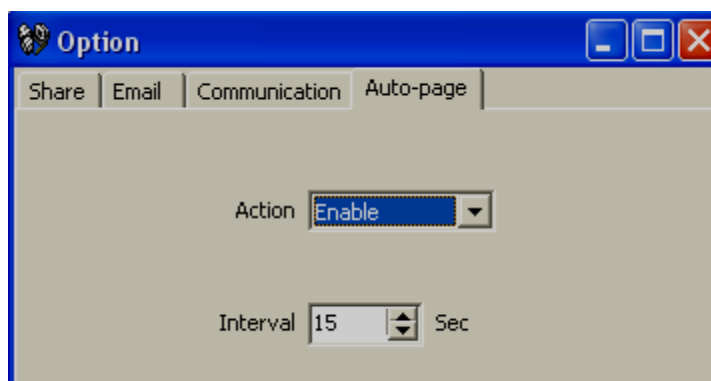 Option
Share Email Communication Auto-page
Action Enable
Interval 15 Sec